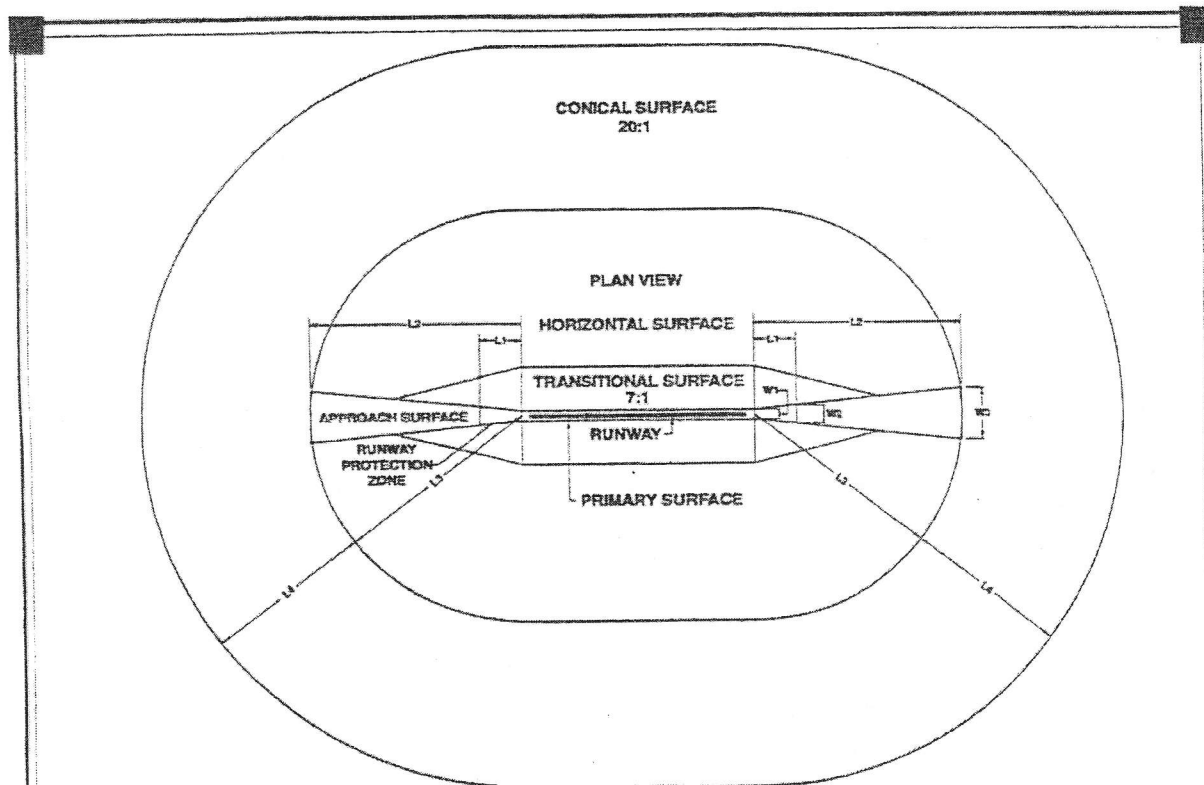 CONICAL SURFACE
20:1
PLAN VIEW
L2
HORIZONTAL SURFACE
L2
L1
L1
TRANSITIONAL SURFACE
7:1
W1
W2
W3
APPROACH SURFACE
RUNWAY
RUNWAY
PROTECTION
ZONE
L3
L3
PRIMARY SURFACE
L4
L4